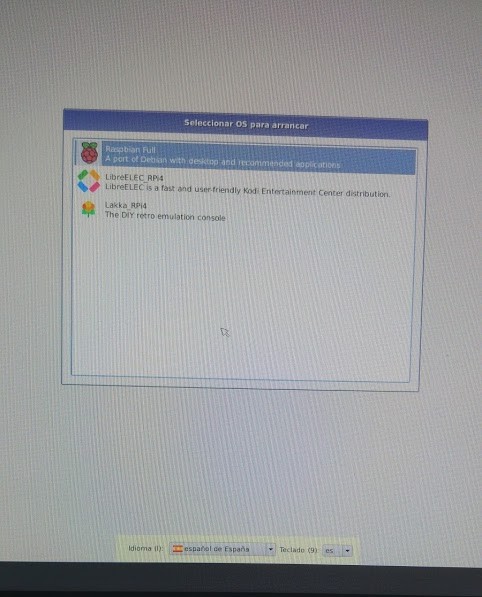 Seleccionar OS para arrancar
Raspbian Full
A port of Debian with desktop and recommended applications
LibreELEC_RPi4
LibreELEC is a fast and user-friendly Kodi Entertainment Center distribution.
Lakka_RPi4
The DIY retro emulation console
Idioma (l): español de España Teclado (9): es